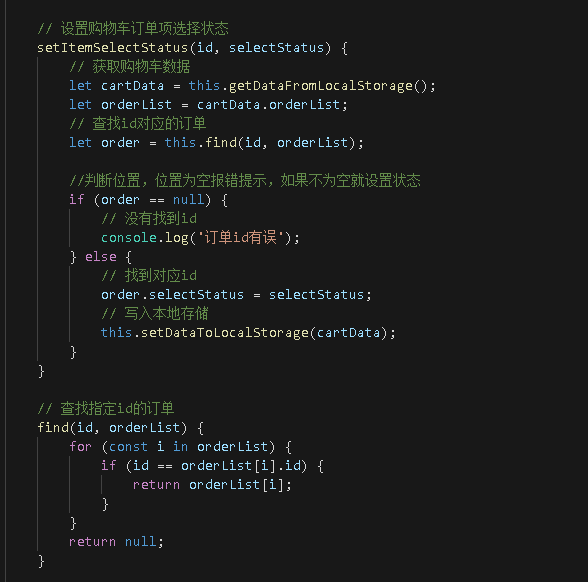 // 设置购物车订单项选择状态
setItemSelectStatus(id, selectStatus) {
// 获取购物车数据
let cartData = this.getDataFromLocalStorage();
let orderList = cartData.orderList;
// 查找id对应的订单
let order = this.find(id, orderList);
//判断位置，位置为空报错提示，如果不为空就设置状态
if (order == null) {
// 没有找到id
console.log('订单id有误');
} else {
// 找到对应id
order.selectStatus = selectStatus;
// 写入本地存储
this.setDataToLocalStorage(cartData);
}
}
// 查找指定id的订单
find(id, orderList) {
for (const i in orderList) {
if (id == orderList[i].id) {
return orderList[i];
}
}
return null;
}